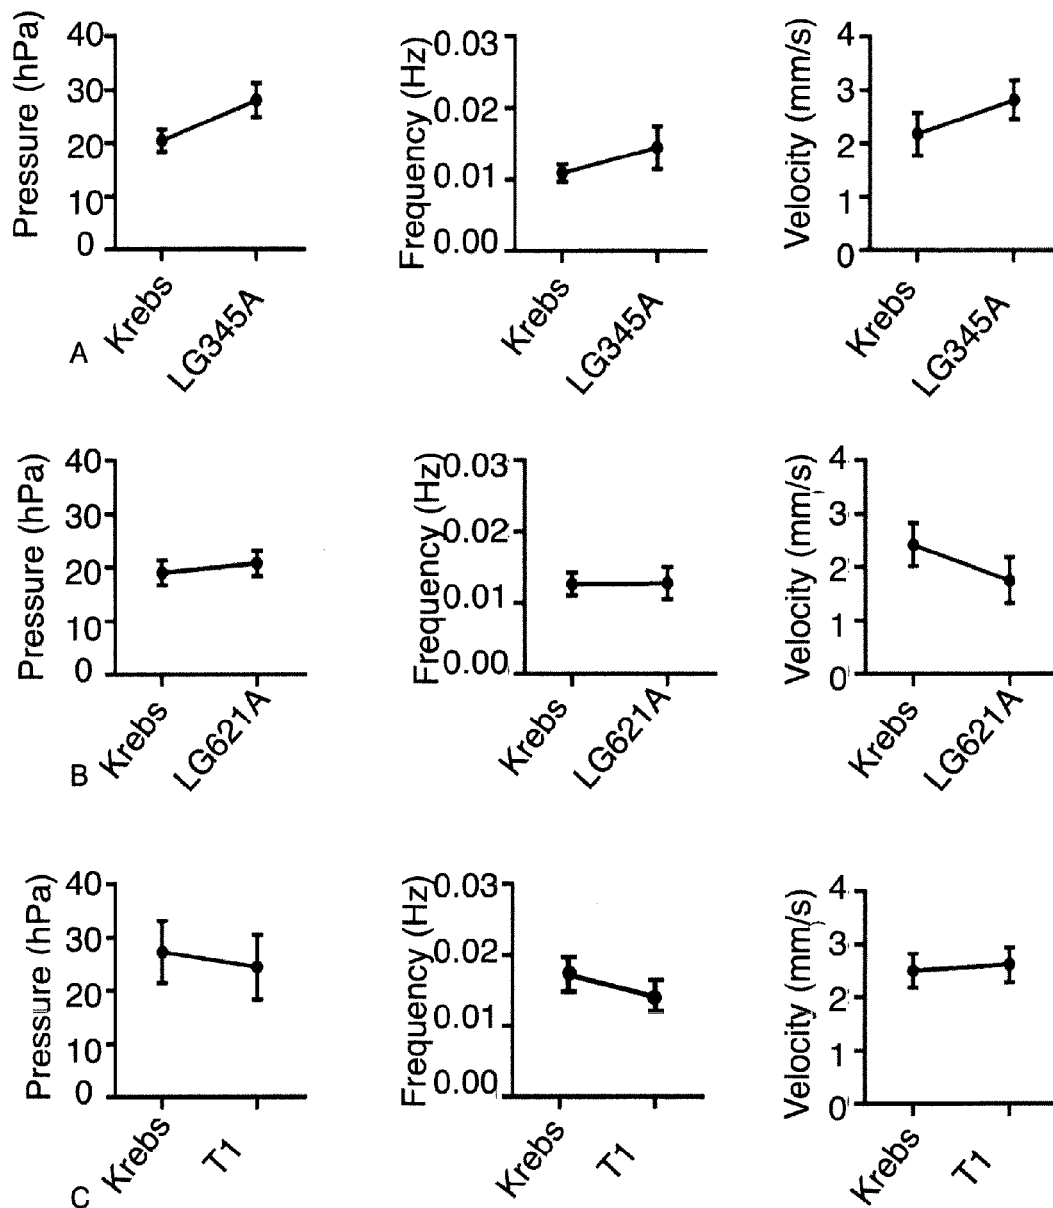 Pressure (hPa)
40
30
20
10
0
Krebs
LG345A
Frequency (Hz)
0.03
0.02
0.01
0.00
Krebs
LG345A
Velocity (mm/s)
4
3
2
1
0
Krebs
LG345A
A
Pressure (hPa)
40
30
20
10
0
Krebs
LG621A
Frequency (Hz)
0.03
0.02
0.01
0.00
Krebs
LG621A
Velocity (mm/s)
4
3
2
1
0
Krebs
LG621A
B
Pressure (hPa)
40
30
20
10
0
Krebs
T1
Frequency (Hz)
0.03
0.02
0.01
0.00
Krebs
T1
Velocity (mm/s)
4
3
2
1
0
Krebs
T1
C